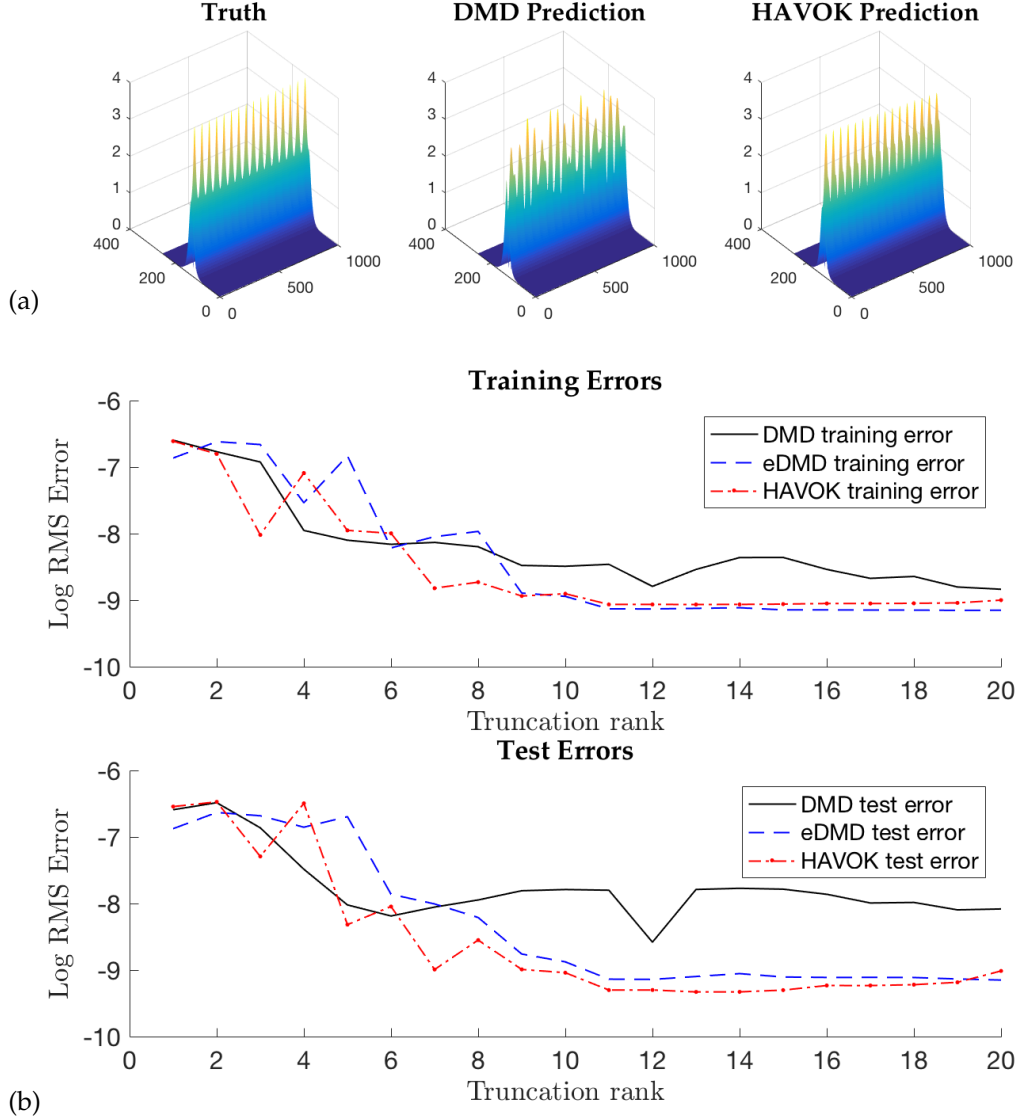 Truth
DMD Prediction
HAVOK Prediction
4
3
2
1
0
400
200
0
0
500
1000
4
3
2
1
0
400
200
0
0
500
1000
4
3
2
1
0
400
200
0
0
500
1000
(a)
Training Errors
-6
-7
-8
-9
-10
Log RMS Error
DMD training error
eDMD training error
HAVOK training error
0 2 4 6 8 10 12 14 16 18 20
Truncation rank
Test Errors
-6
-7
-8
-9
-10
Log RMS Error
DMD test error
eDMD test error
HAVOK test error
0 2 4 6 8 10 12 14 16 18 20
Truncation rank
(b)